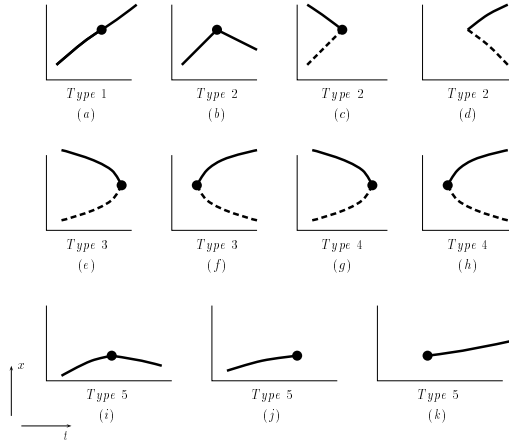 Type 1 Type 2 Type 2 Type 2
(a) (b) (c) (d)
Type 3 Type 3 Type 4 Type 4
(e) (f) (g) (h)
x
Type 5 Type 5 Type 5
(i) (j) (k)
t